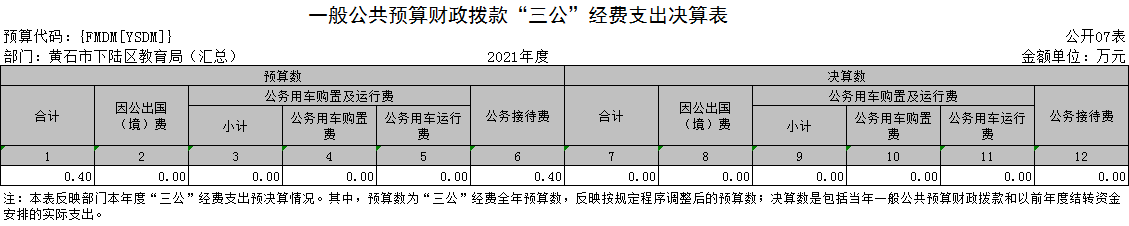 一般公共预算财政拨款“三公”经费支出决算表
预算代码：{FMDM[YSDM]} 公开07表
部门：黄石市下陆区教育局（汇总） 2021年度 金额单位：万元
预算数 决算数
合计 因公出国（境）费 公务用车购置及运行费 公务接待费 合计 因公出国（境）费 公务用车购置及运行费 公务接待费
小计 公务用车购置费 公务用车运行费 小计 公务用车购置费 公务用车运行费
1 2 3 4 5 6 7 8 9 10 11 12
0.40 0.00 0.00 0.00 0.00 0.40 0.00 0.00 0.00 0.00 0.00 0.00
注：本表反映部门本年度“三公”经费支出预决算情况。其中，预算数为“三公”经费全年预算数，反映按规定程序调整后的预算数；决算数是包括当年一般公共预算财政拨款和以前年度结转资金
安排的实际支出。